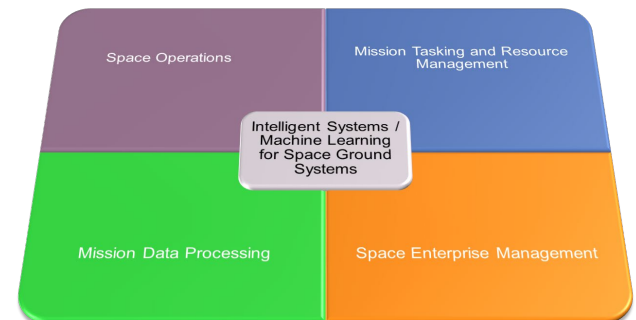 Space Operations
Mission Tasking and Resource
Management
Intelligent Systems /
Machine Learning
for Space Ground
Systems
Mission Data Processing
Space Enterprise Management